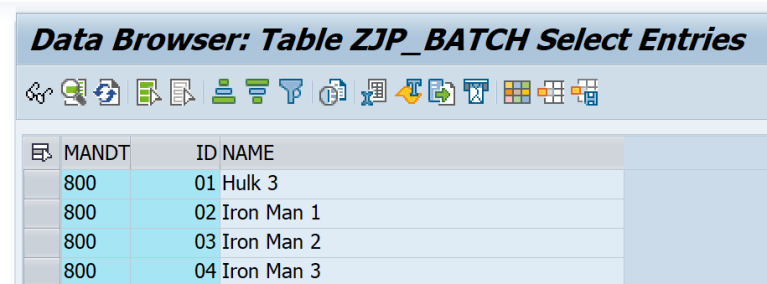 Data Browser: Table ZJP_BATCH Select Entries
MANDT ID NAME
800 01 Hulk 3
800 02 Iron Man 1
800 03 Iron Man 2
800 04 Iron Man 3